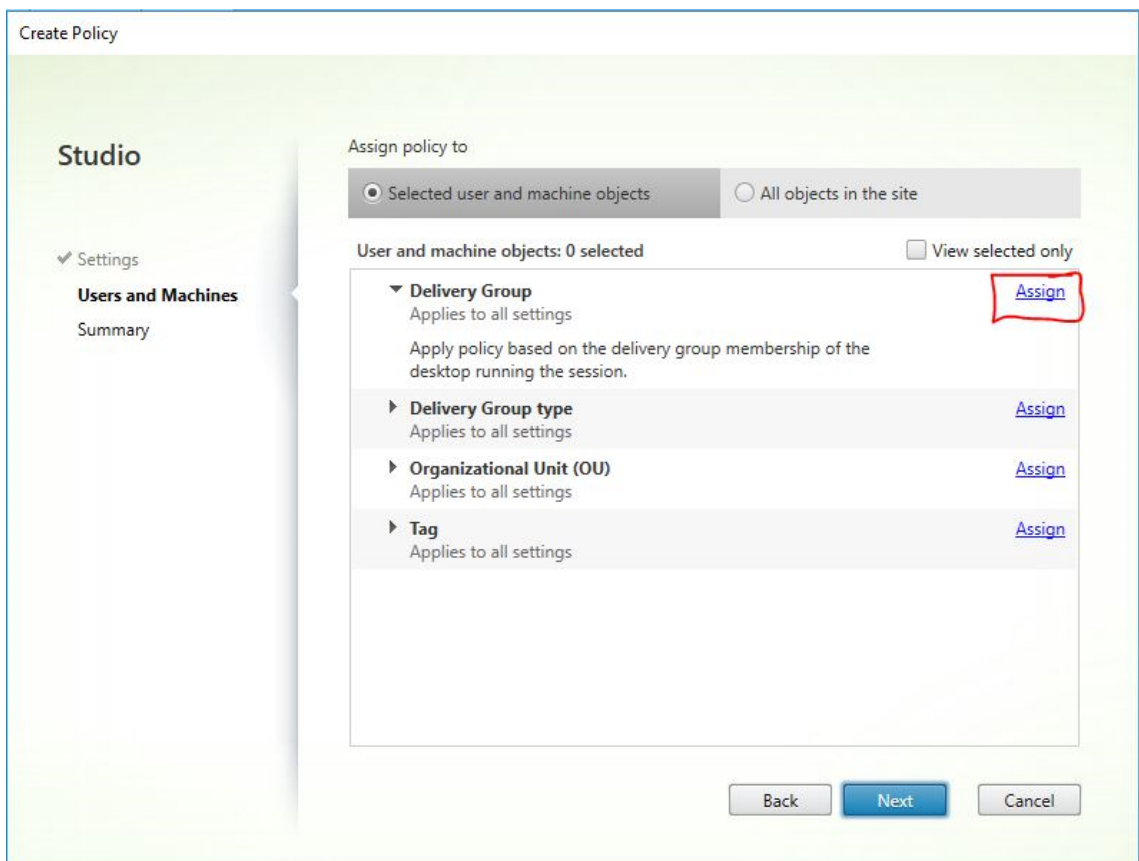 Create Policy
Studio
Settings
Users and Machines
Summary
Assign policy to
Selected user and machine objects
All objects in the site
User and machine objects: 0 selected
View selected only
Delivery Group
Assign
Applies to all settings
Apply policy based on the delivery group membership of the
desktop running the session.
Delivery Group type
Assign
Applies to all settings
Organizational Unit (OU)
Assign
Applies to all settings
Tag
Assign
Applies to all settings
Back
Next
Cancel